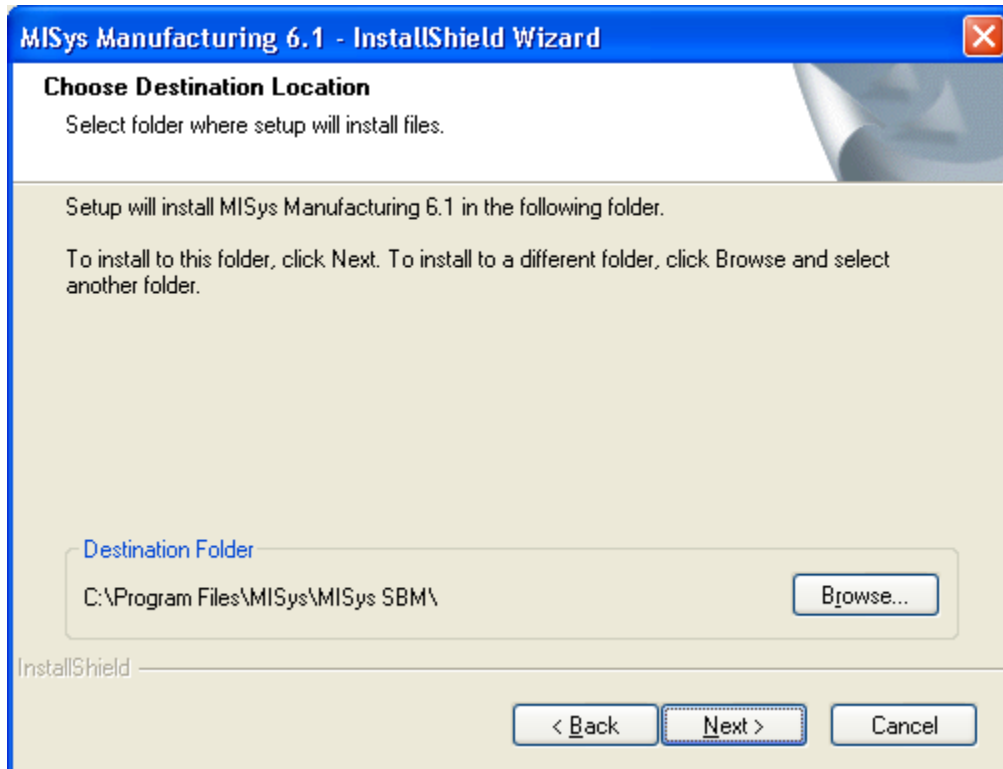 MISys Manufacturing 6.1 - InstallShield Wizard
Choose Destination Location
Select folder where setup will install files.
Setup will install MISys Manufacturing 6.1 in the following folder.
To install to this folder, click Next. To install to a different folder, click Browse and select
another folder.
Destination Folder
C:\Program Files\MISys\MISys SBM\
Browse...
InstallShield
< Back
Next >
Cancel